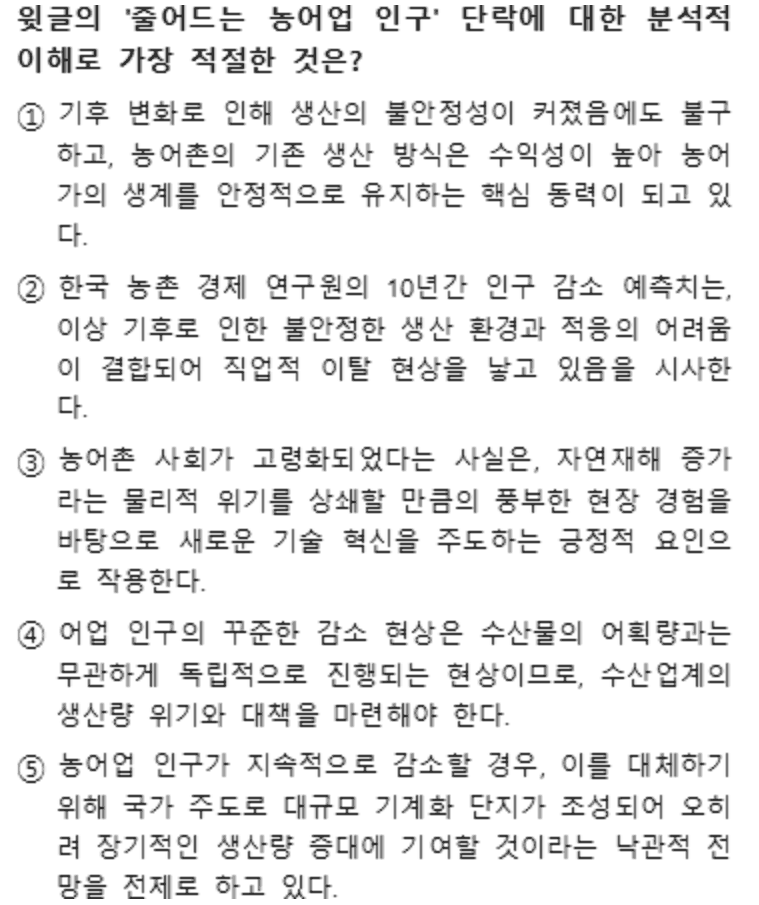 윗글의 '줄어드는 농어업 인구' 단락에 대한 분석적
이해로 가장 적절한 것은?
① 기후 변화로 인해 생산의 불안정성이 커졌음에도 불구
하고, 농어촌의 기존 생산 방식은 수익성이 높아 농어
가의 생계를 안정적으로 유지하는 핵심 동력이 되고 있
다.
② 한국 농촌 경제 연구원의 10년간 인구 감소 예측치는,
이상 기후로 인한 불안정한 생산 환경과 적응의 어려움
이 결합되어 직업적 이탈 현상을 낳고 있음을 시사한
다.
③ 농어촌 사회가 고령화되었다는 사실은, 자연재해 증가
라는 물리적 위기를 상쇄할 만큼의 풍부한 현장 경험을
바탕으로 새로운 기술 혁신을 주도하는 긍정적 요인으
로 작용한다.
④ 어업 인구의 꾸준한 감소 현상은 수산물의 어획량과는
무관하게 독립적으로 진행되는 현상이므로, 수산업계의
생산량 위기와 대책을 마련해야 한다.
⑤ 농어업 인구가 지속적으로 감소할 경우, 이를 대체하기
위해 국가 주도로 대규모 기계화 단지가 조성되어 오히
려 장기적인 생산량 증대에 기여할 것이라는 낙관적 전
망을 전제로 하고 있다.